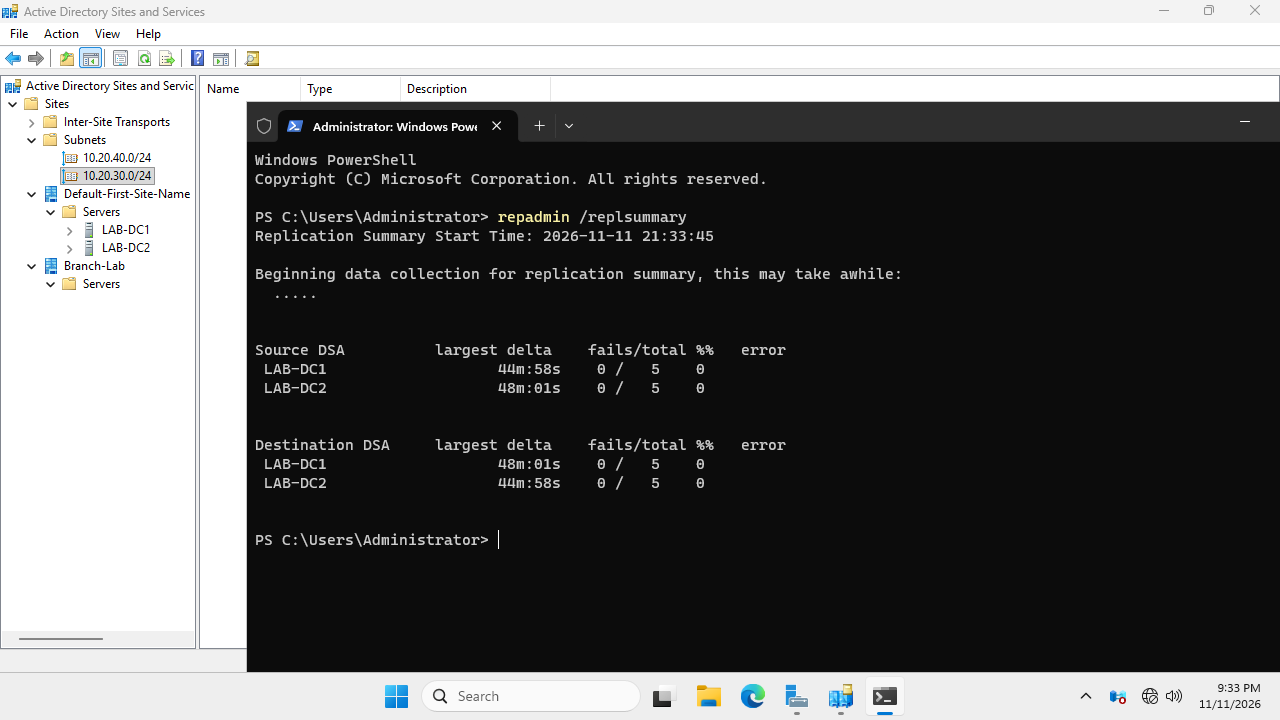 Active Directory Sites and Services
File Action View Help
Active Directory Sites and Servic
Sites
Inter-Site Transports
Subnets
10.20.40.0/24
10.20.30.0/24
Default-First-Site-Name
Servers
LAB-DC1
LAB-DC2
Branch-Lab
Servers
Name Type Description
Administrator: Windows Powe
Windows PowerShell
Copyright (C) Microsoft Corporation. All rights reserved.
PS C:\Users\Administrator> repadmin /replsummary
Replication Summary Start Time: 2026-11-11 21:33:45
Beginning data collection for replication summary, this may take awhile:
.....
Source DSA largest delta fails/total %% error
LAB-DC1 44m:58s 0 / 5 0
LAB-DC2 48m:01s 0 / 5 0
Destination DSA largest delta fails/total %% error
LAB-DC1 48m:01s 0 / 5 0
LAB-DC2 44m:58s 0 / 5 0
PS C:\Users\Administrator>
Search
9:33 PM
11/11/2026